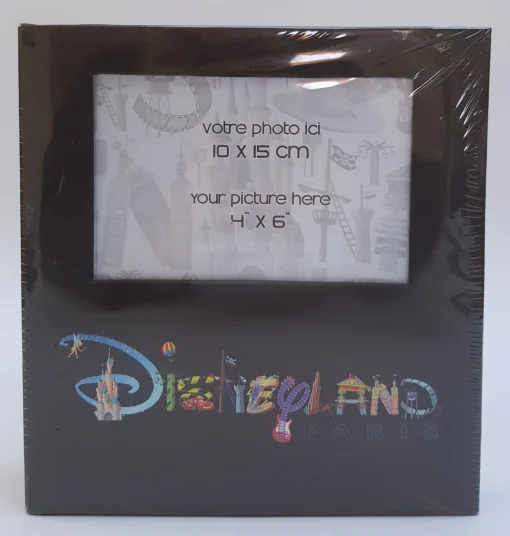 votre photo ici
10 X 15 CM
your picture here
4" X 6"
DISNEYLAND
PARIS